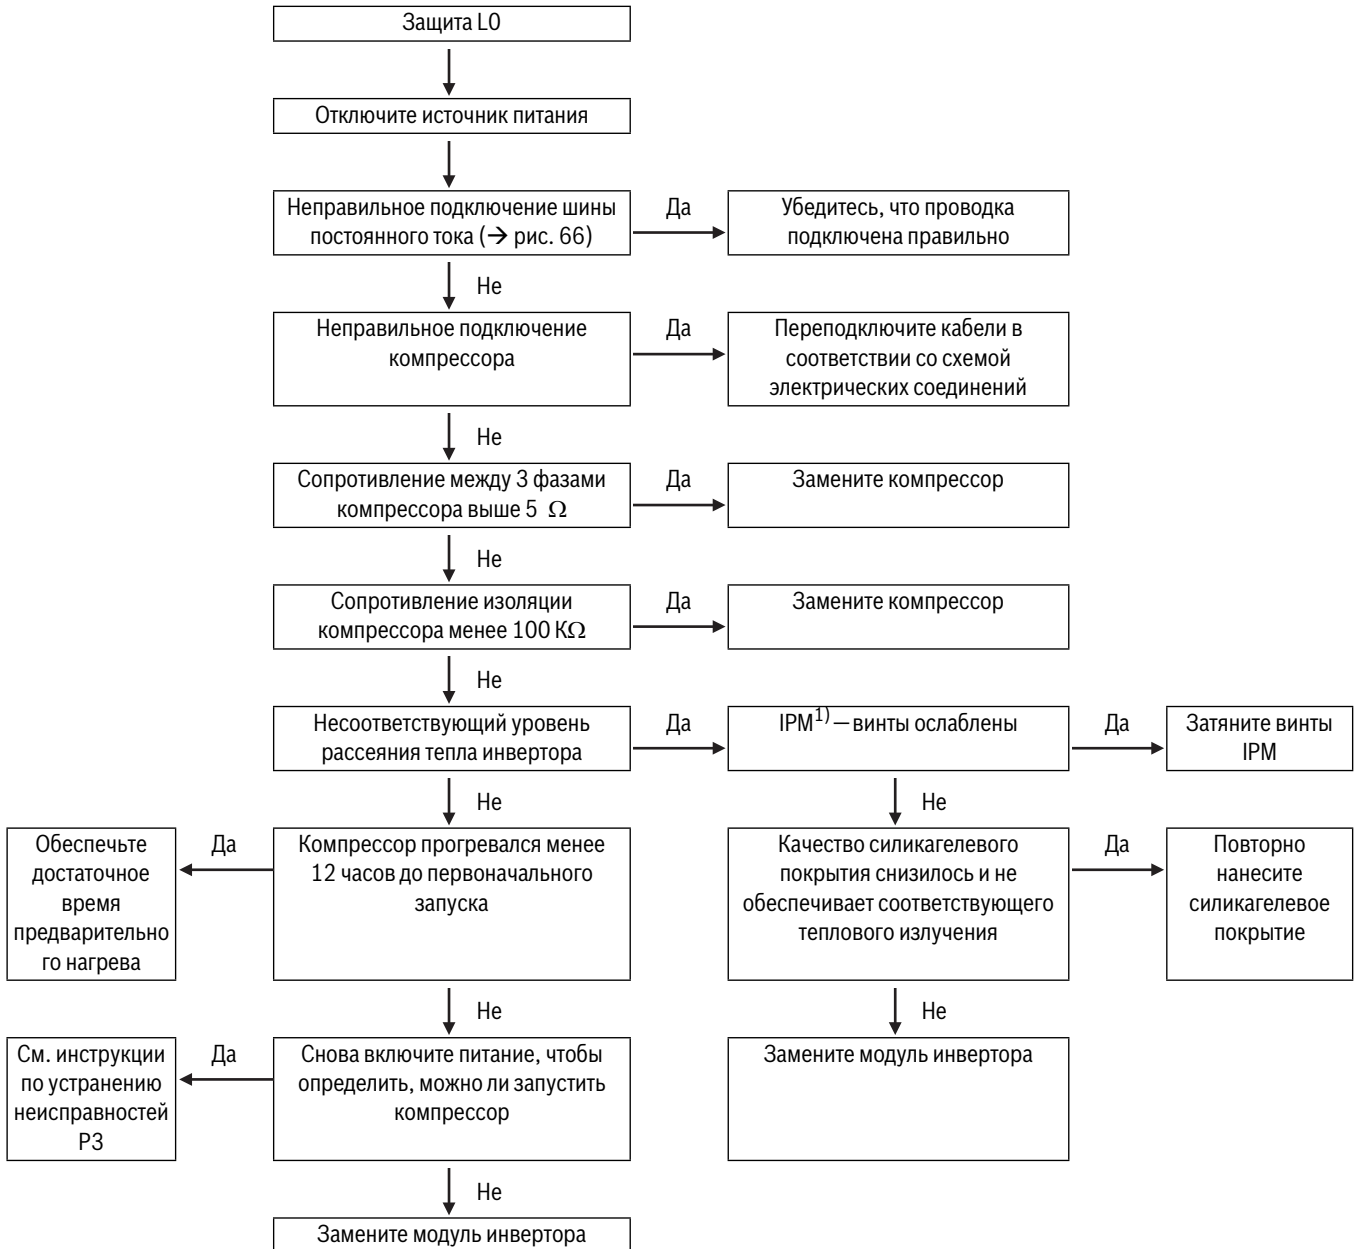 Защита L0
Отключите источник питания
Неправильное подключение шины
постоянного тока (→ рис. 66)
Да
Убедитесь, что проводка
подключена правильно
Не
Неправильное подключение
компрессора
Да
Переподключите кабели в
соответствии со схемой
электрических соединений
Не
Сопротивление между 3 фазами
компрессора выше 5 Ω
Да
Замените компрессор
Не
Сопротивление изоляции
компрессора менее 100 KΩ
Да
Замените компрессор
Не
Несоответствующий уровень
рассеяния тепла инвертора
Да
IPM1) — винты ослаблены
Да
Затяните винты
IPM
Не
Не
Обеспечьте
достаточное
время
предварительно
го нагрева
Да
Компрессор прогревался менее
12 часов до первоначального
запуска
Качество силикагелевого
покрытия снизилось и не
обеспечивает соответствующего
теплового излучения
Да
Повторно
нанесите
силикагелевое
покрытие
Не
Не
См. инструкции
по устранению
неисправностей
P3
Да
Снова включите питание, чтобы
определить, можно ли запустить
компрессор
Замените модуль инвертора
Не
Замените модуль инвертора